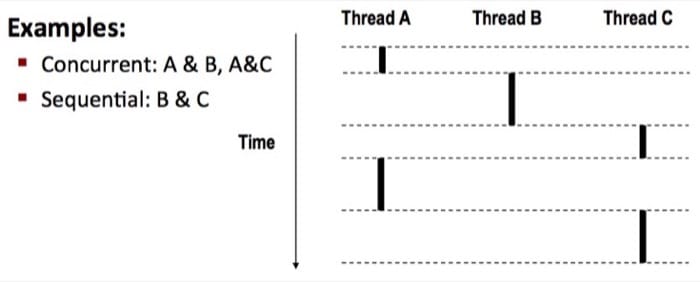 Examples:
▪ Concurrent: A & B, A&C
▪ Sequential: B & C
Time
Thread A Thread B Thread C